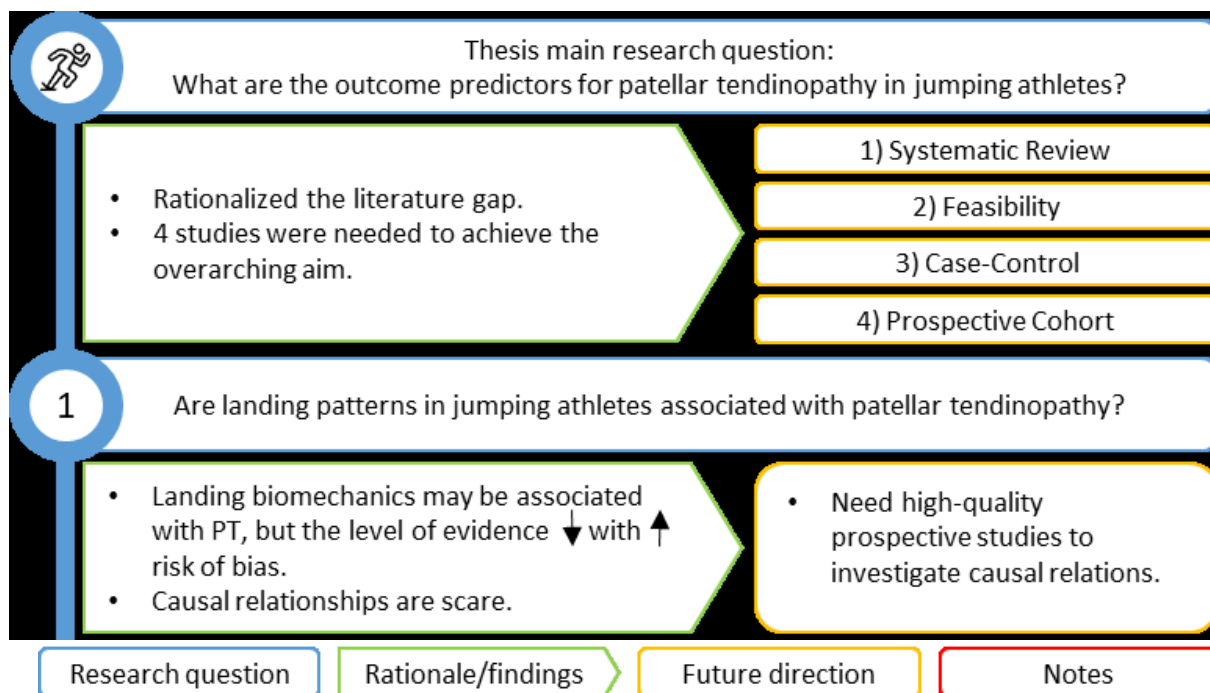 Thesis main research question:
What are the outcome predictors for patellar tendinopathy in jumping athletes?
• Rationalized the literature gap.
• 4 studies were needed to achieve the
overarching aim.
1) Systematic Review
2) Feasibility
3) Case-Control
4) Prospective Cohort
1
Are landing patterns in jumping athletes associated with patellar tendinopathy?
• Landing biomechanics may be associated
with PT, but the level of evidence ↓ with ↑
risk of bias.
• Causal relationships are scare.
• Need high-quality
prospective studies to
investigate causal relations.
Research question
Rationale/findings
Future direction
Notes